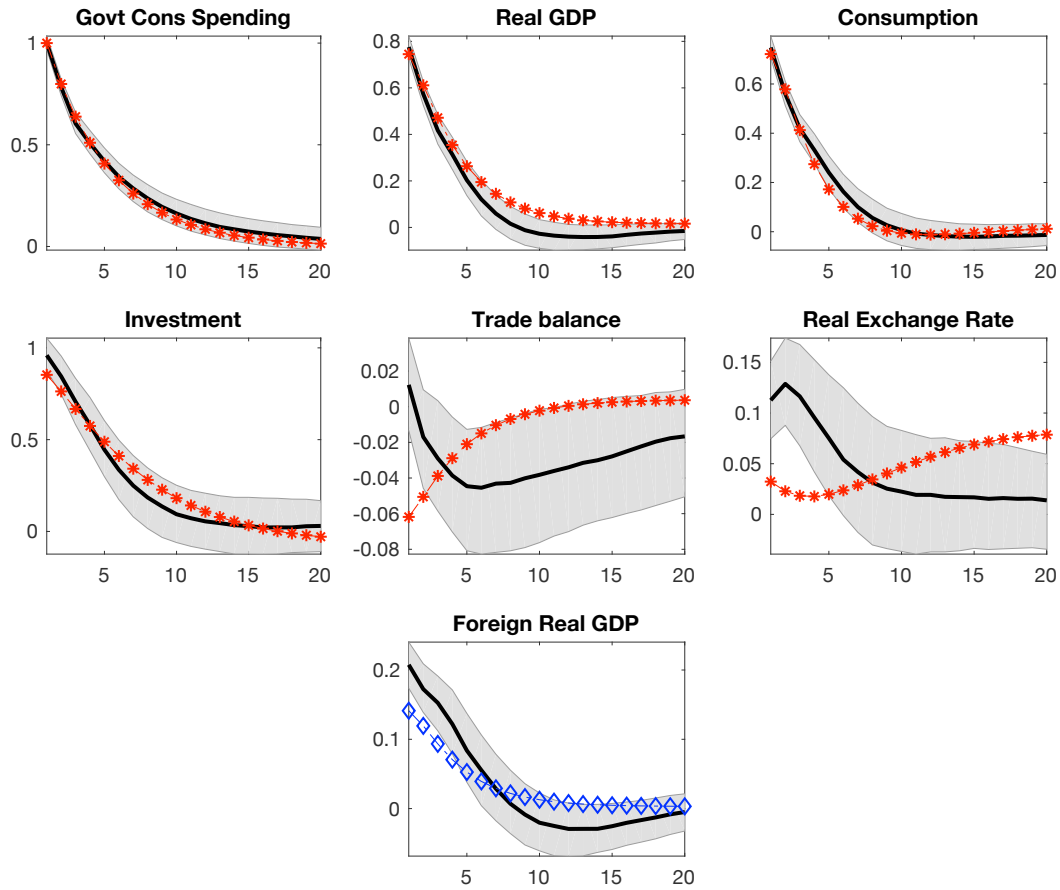 Govt Cons Spending
1
0.5
0
5 10 15 20
Real GDP
0.8
0.6
0.4
0.2
0
5 10 15 20
Consumption
0.6
0.4
0.2
0
5 10 15 20
Investment
1
0.5
0
5 10 15 20
Trade balance
0.02
0
-0.02
-0.04
-0.06
-0.08
5 10 15 20
Real Exchange Rate
0.15
0.1
0.05
0
5 10 15 20
Foreign Real GDP
0.2
0.1
0
5 10 15 20